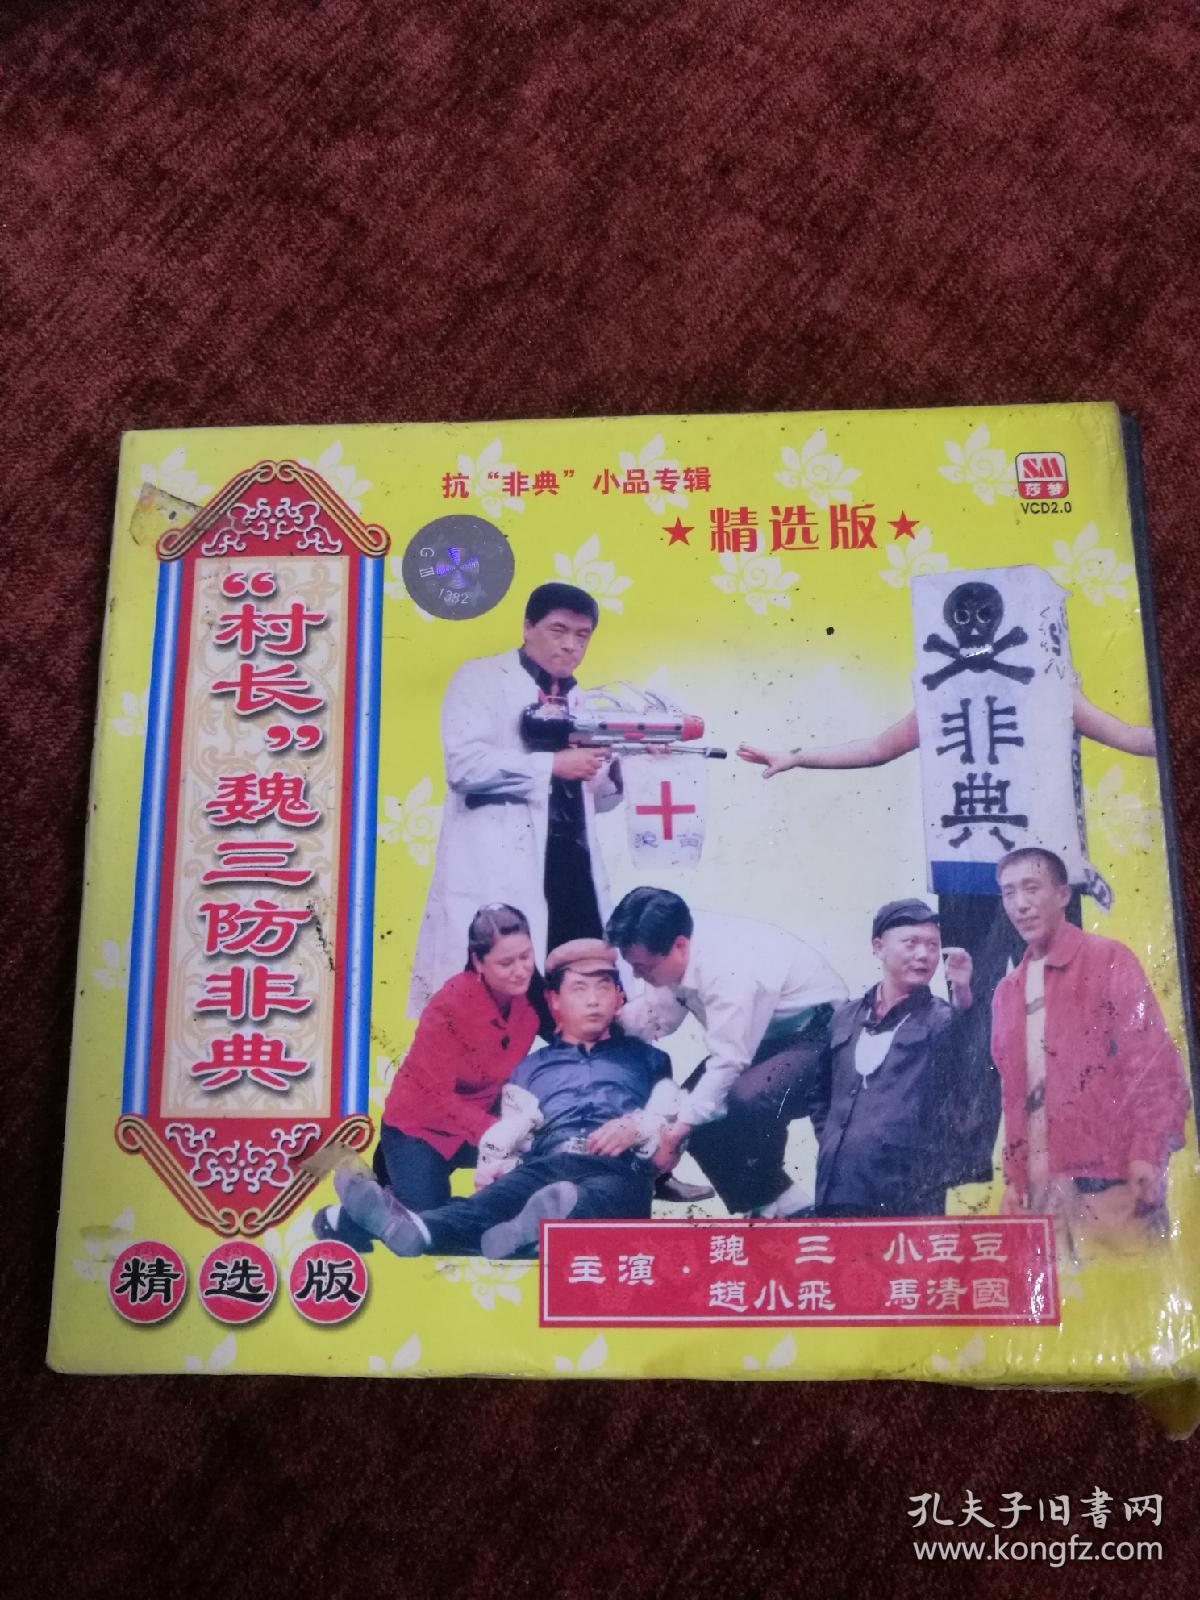 抗“非典”小品专辑
★精选版★
SM
莎梦
VCD2.0
1382
“村长”魏三防非典
非典
精选版
主演·魏 三 小豆豆
趙小飛 馬清國
孔夫子旧書网
www.kongfz.com